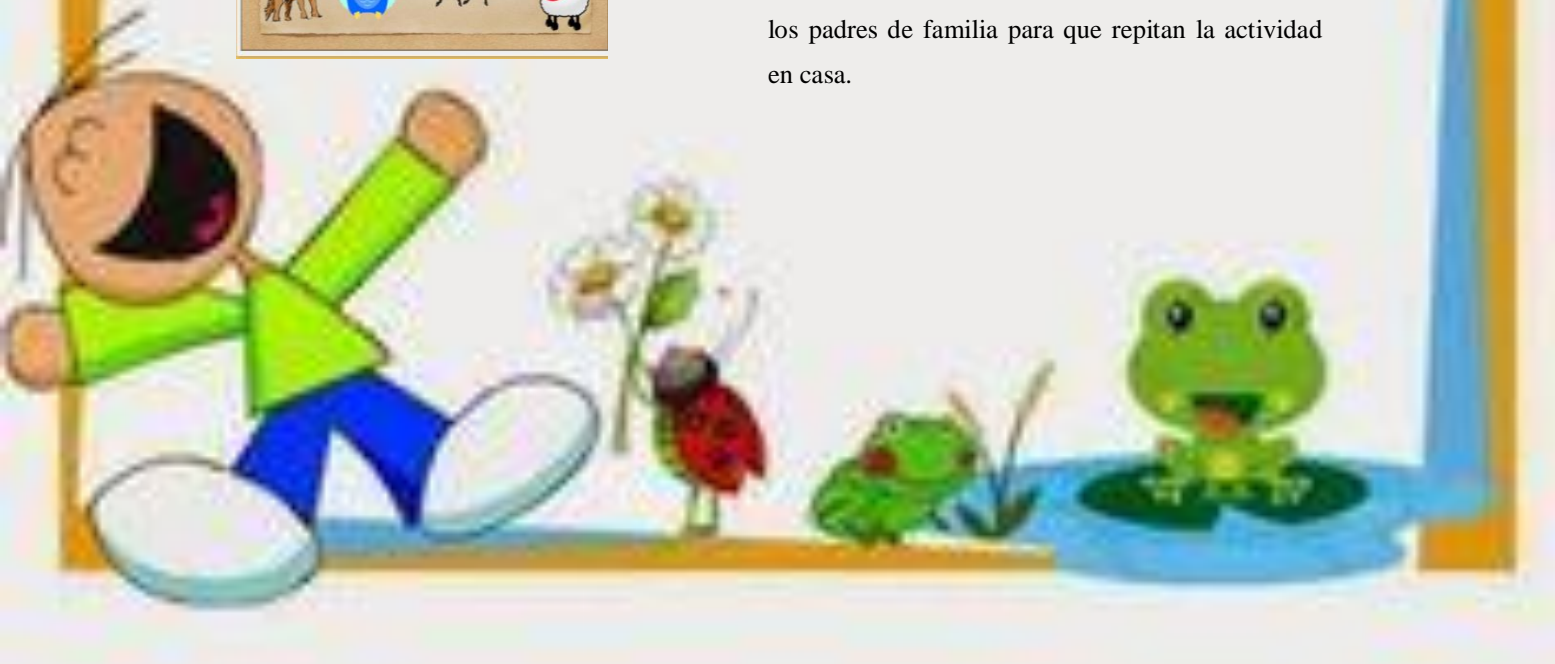 los padres de familia para que repitan la actividad
en casa.